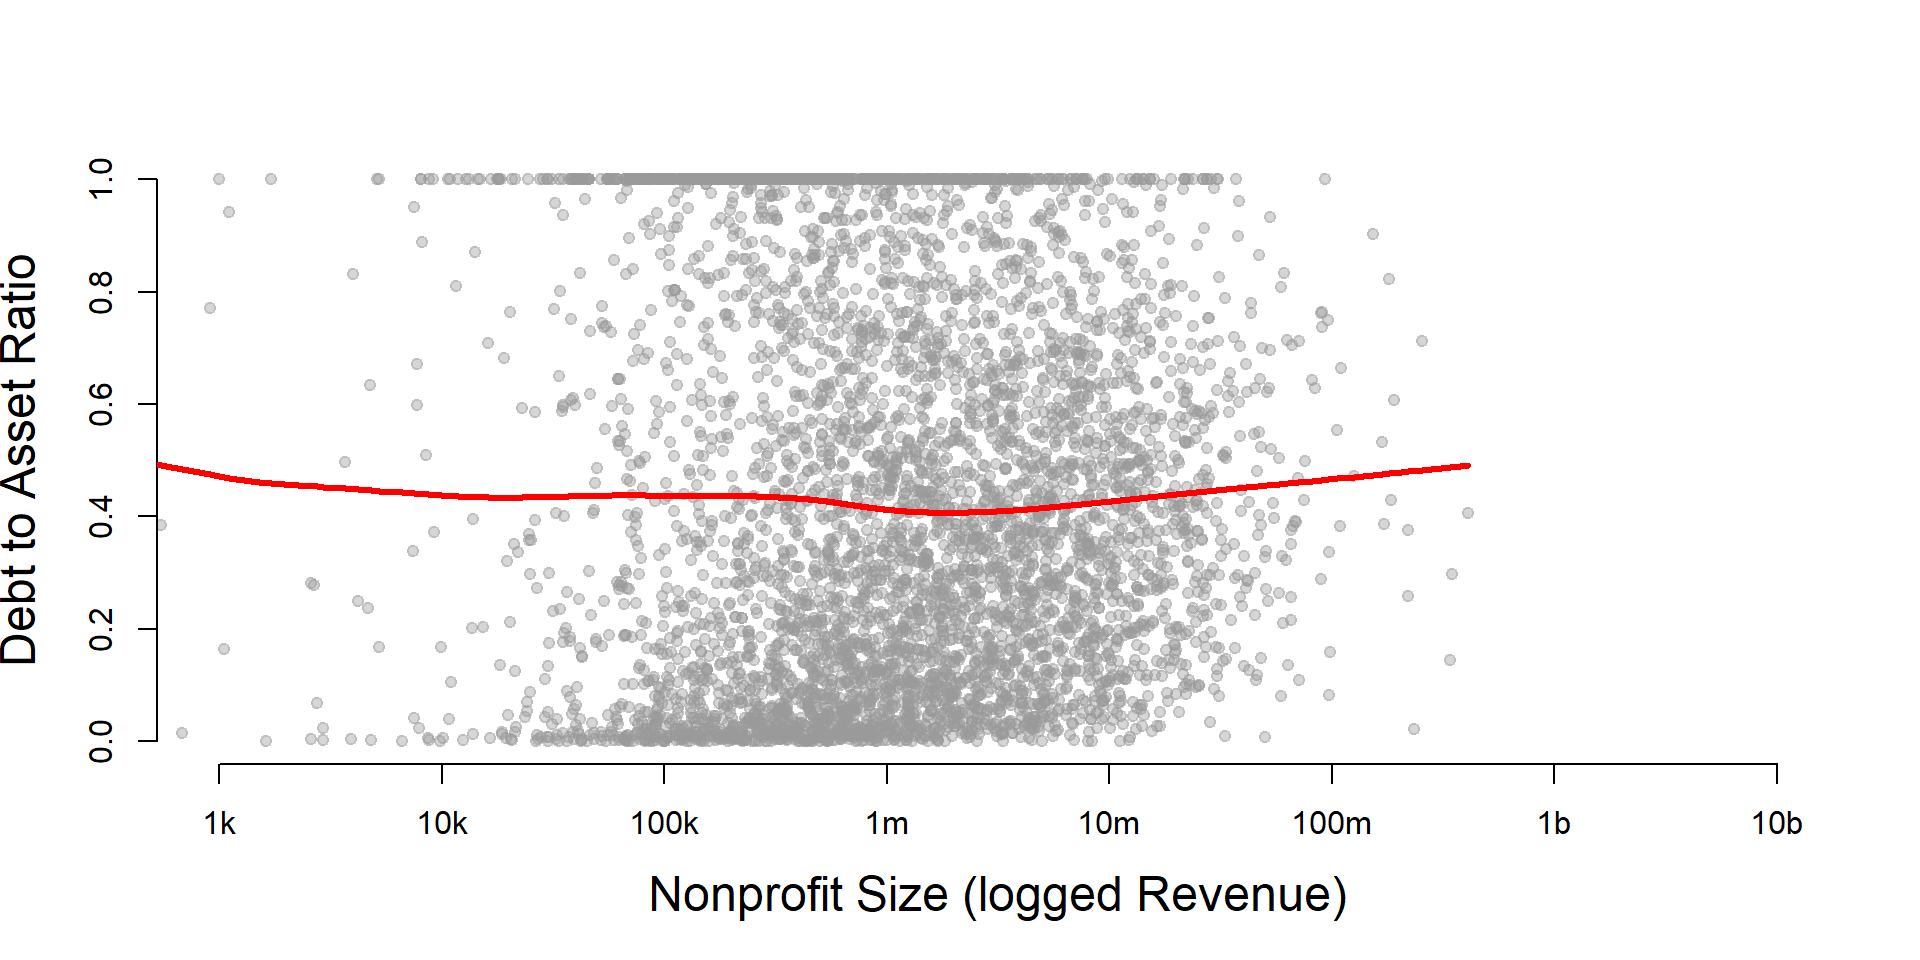 Debt to Asset Ratio
1.0
0.8
0.6
0.4
0.2
0.0
1k 10k 100k 1m 10m 100m 1b 10b
Nonprofit Size (logged Revenue)